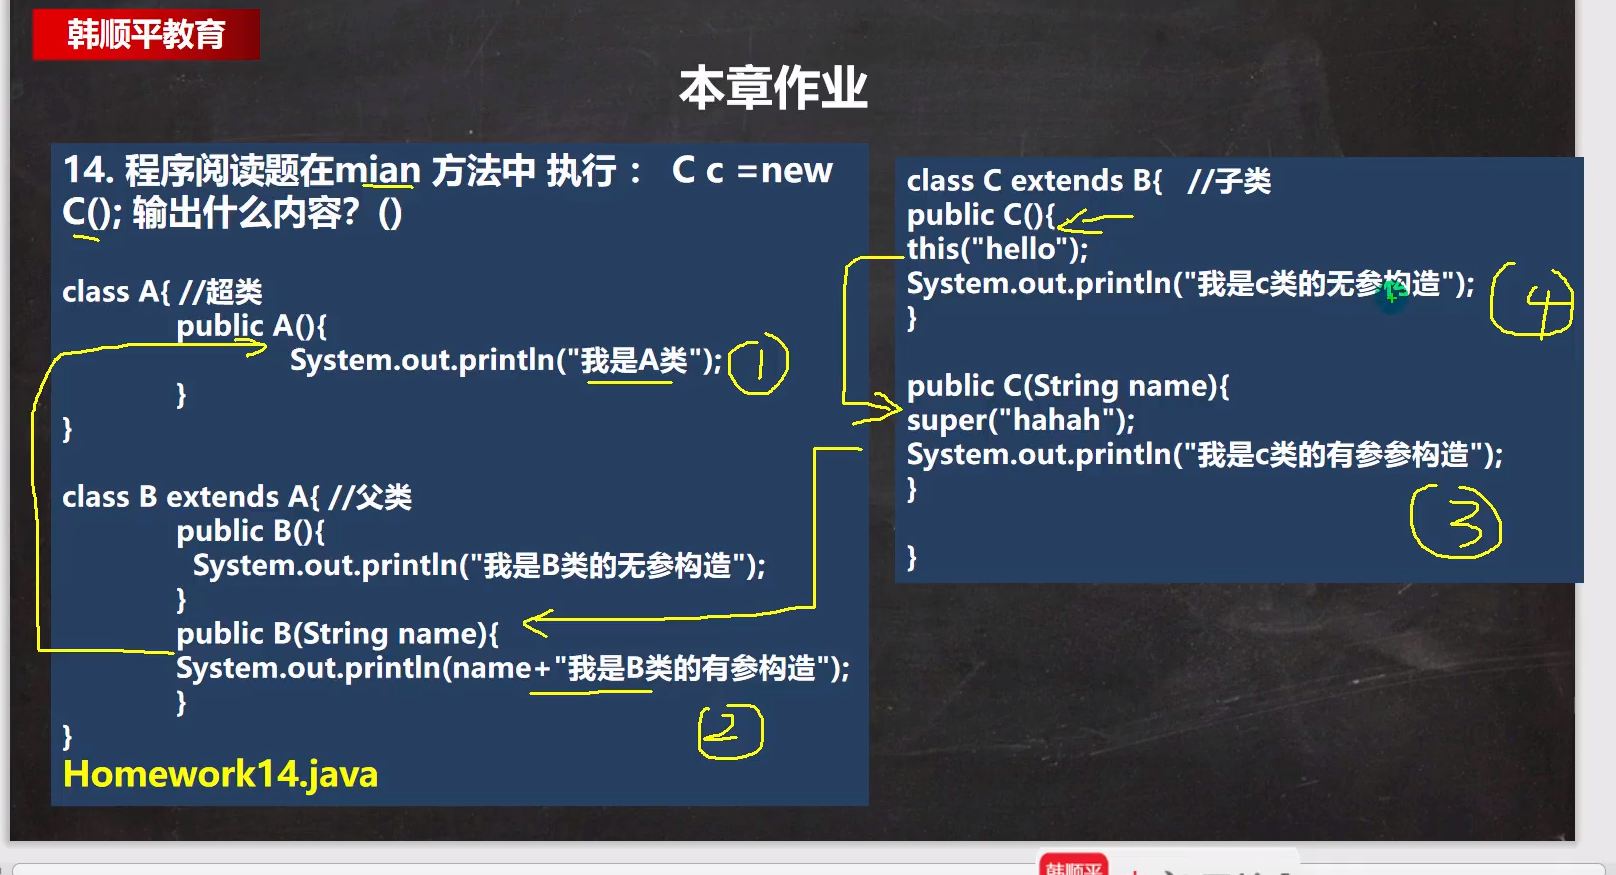 韩顺平教育
本章作业
14. 程序阅读题在mian 方法中 执行： C c =new
C(); 输出什么内容? ()
class A{ //超类
public A(){
System.out.println("我是A类");
①
}
}
class B extends A{ //父类
public B(){
System.out.println("我是B类的无参构造");
}
public B(String name){
System.out.println(name+"我是B类的有参构造");
}
2
}
Homework14.java
class C extends B{ //子类
public C(){
this("hello");
System.out.println("我是c类的无参构造");
④
}
public C(String name){
super("hahah");
System.out.println("我是c类的有参参构造");
}
③
}
韩顺平